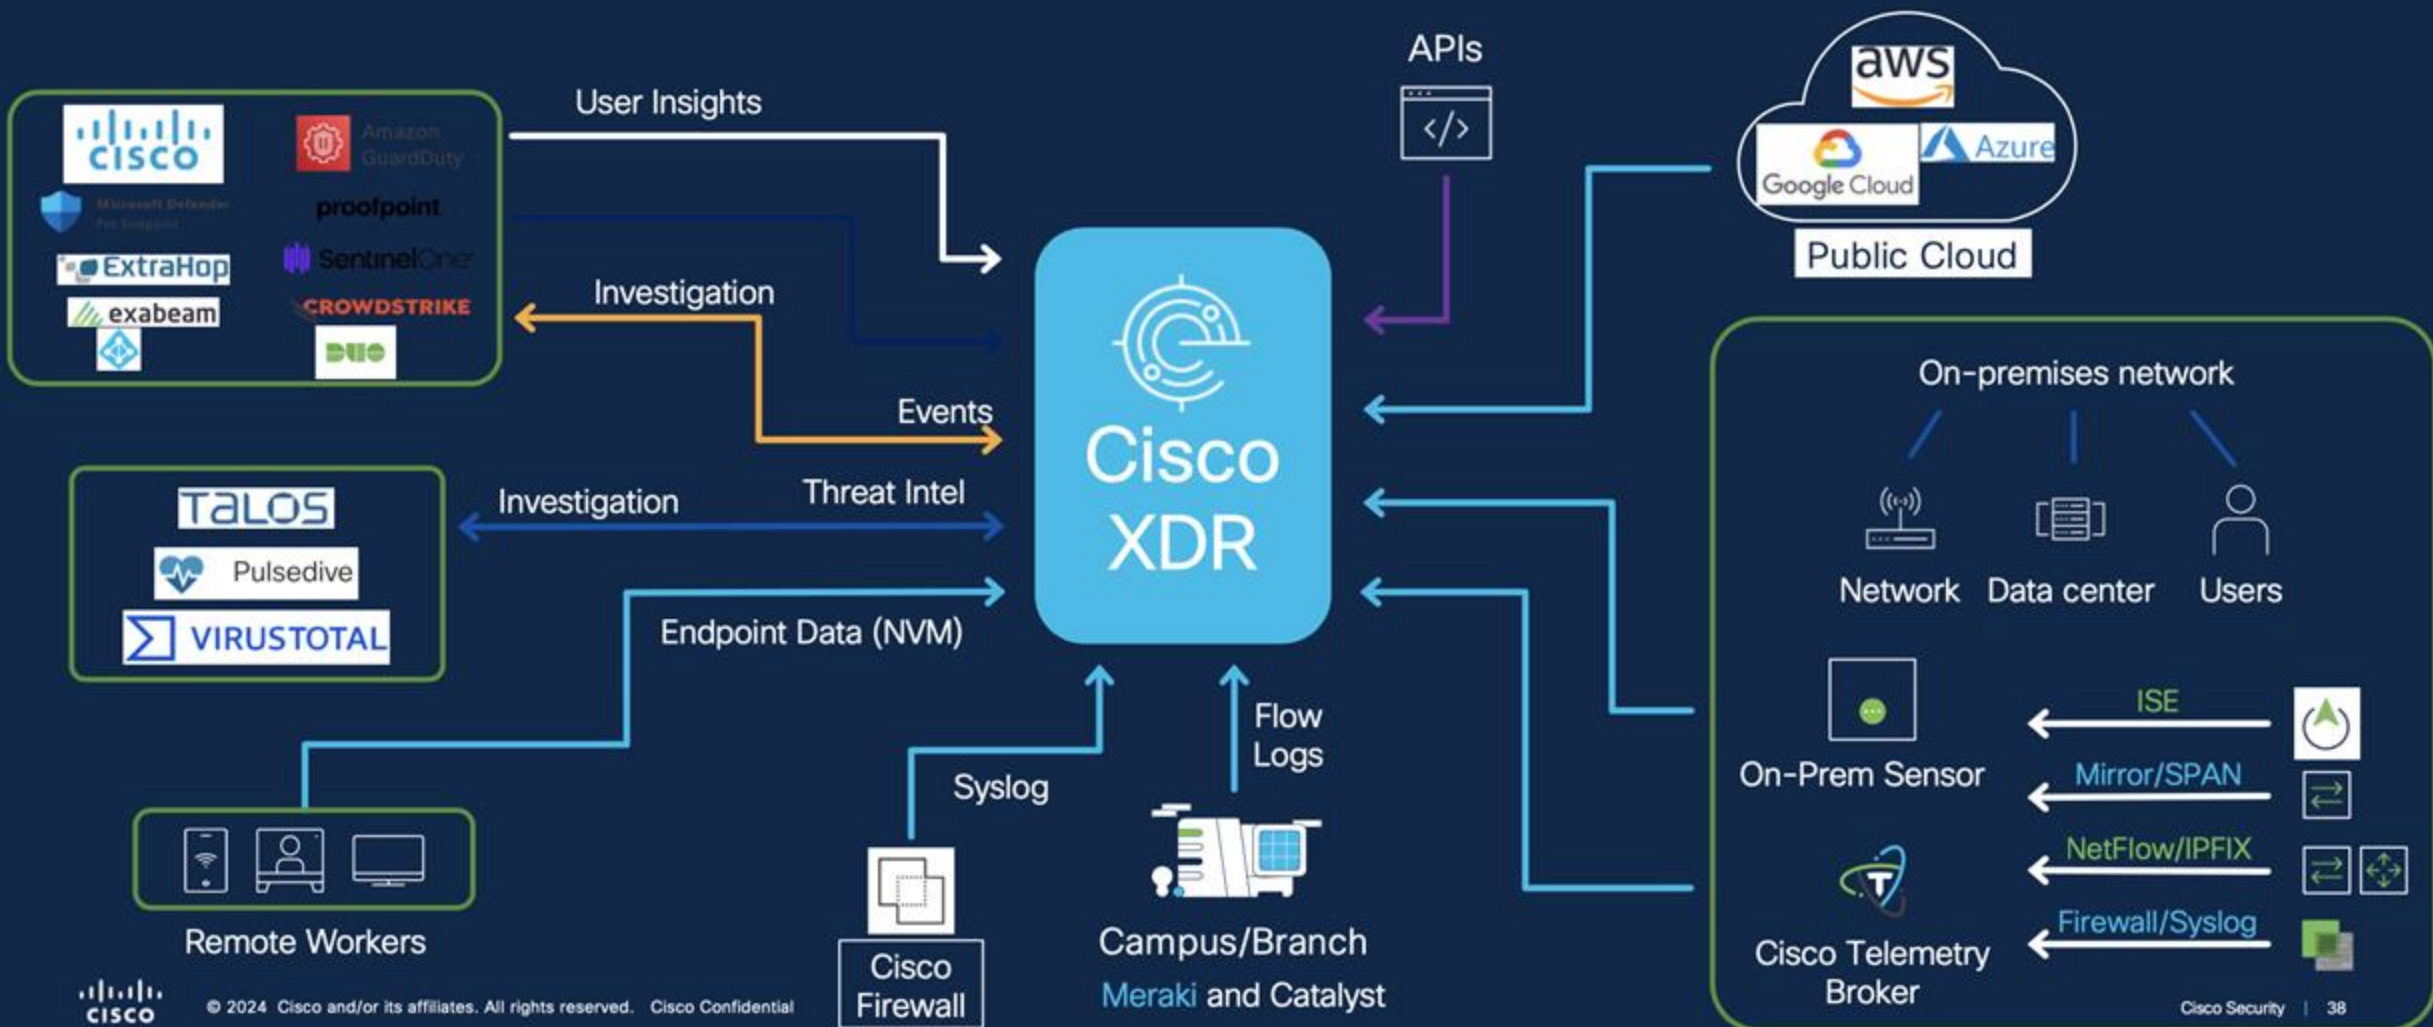 CISCO
Amazon
GuardDuty
Microsoft Defender
For Endpoint
proofpoint
ExtraHop
SentinelOne
exabeam
CROWDSTRIKE
DUO
User Insights
Investigation
Events
TALOS
Pulsedive
VIRUSTOTAL
Investigation
Threat Intel
Endpoint Data (NVM)
Remote Workers
APIs
</>
Cisco
XDR
Syslog
Cisco
Firewall
Flow
Logs
Campus/Branch
Meraki and Catalyst
aws
Google Cloud
Azure
Public Cloud
On-premises network
Network
Data center
Users
On-Prem Sensor
ISE
Mirror/SPAN
NetFlow/IPFIX
Firewall/Syslog
T
Cisco Telemetry
Broker
CISCO
© 2024 Cisco and/or its affiliates. All rights reserved. Cisco Confidential
Cisco Security | 38